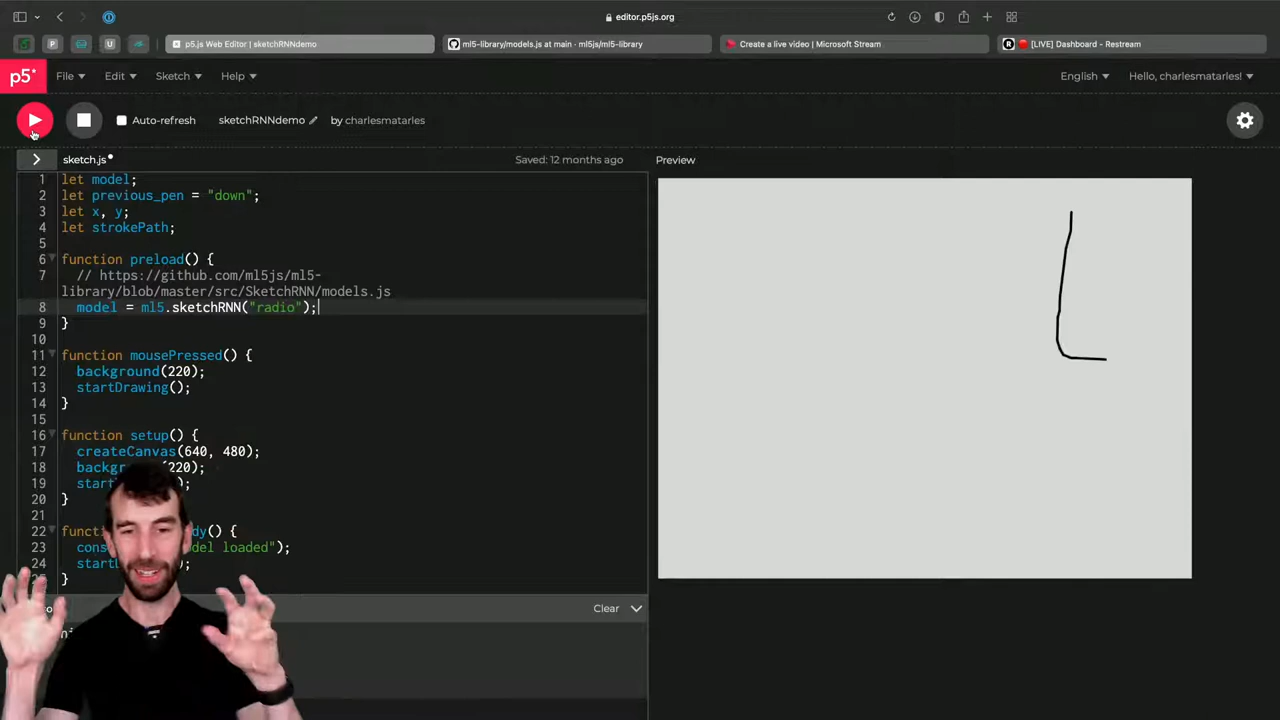 editor.p5js.org
p5.js Web Editor | sketchRNNdemo
ml5-library/models.js at main · ml5js/ml5-library
Create a live video | Microsoft Stream
[LIVE] Dashboard - Restream
p5* File Edit Sketch Help English Hello, charlesmatarles!
Auto-refresh sketchRNNdemo by charlesmatarles
sketch.js Saved: 12 months ago Preview
1 let model;
2 let previous_pen = "down";
3 let x, y;
4 let strokePath;
5
6 function preload() {
7 // https://github.com/ml5js/ml5-
library/blob/master/src/SketchRNN/models.js
8 model = ml5.sketchRNN("radio");
9 }
10
11 function mousePressed() {
12 background(220);
13 startDrawing();
14 }
15
16 function setup() {
17 createCanvas(640, 480);
18 (220);
19
20 }
21
22 () {
23 loaded");
24
}
Clear